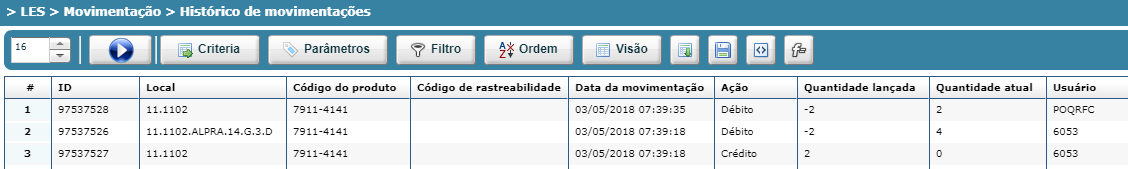 > LES > Movimentação > Histórico de movimentações
16 Criteria Parâmetros Filtro Ordem Visão
# ID Local Código do produto Código de rastreabilidade Data da movimentação Ação Quantidade lançada Quantidade atual Usuário
1 97537528 11.1102 7911-4141 03/05/2018 07:39:35 Débito -2 2 POQRFC
2 97537526 11.1102.ALPRA.14.G.3.D 7911-4141 03/05/2018 07:39:18 Débito -2 4 6053
3 97537527 11.1102 7911-4141 03/05/2018 07:39:18 Crédito 2 0 6053